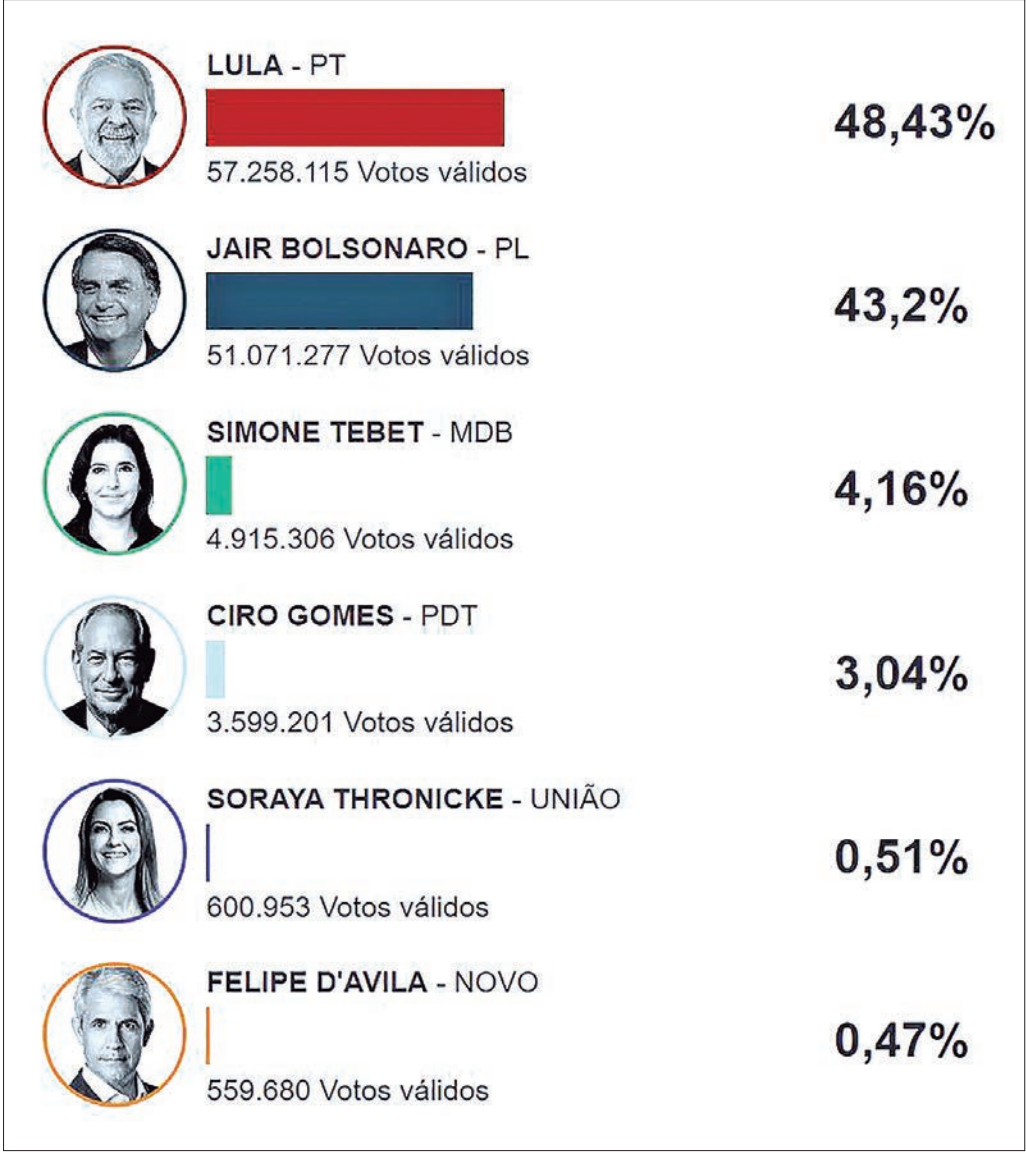 LULA - PT
48,43%
57.258.115 Votos válidos
JAIR BOLSONARO - PL
43,2%
51.071.277 Votos válidos
SIMONE TEBET - MDB
4,16%
4.915.306 Votos válidos
CIRO GOMES - PDT
3,04%
3.599.201 Votos válidos
SORAYA THRONICKE - UNIÃO
0,51%
600.953 Votos válidos
FELIPE D'AVILA - NOVO
0,47%
559.680 Votos válidos